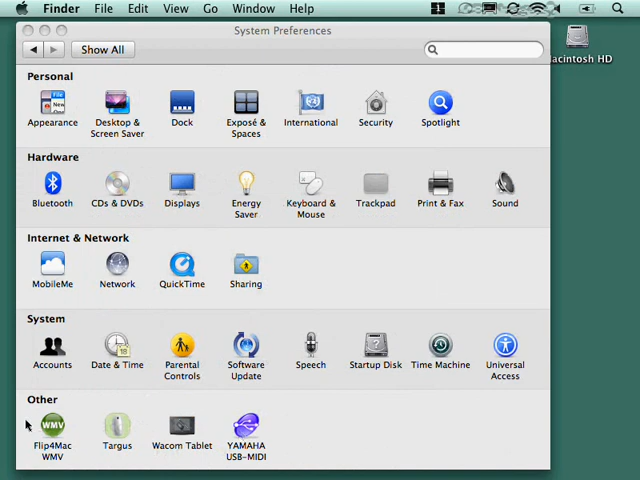 Finder File Edit View Go Window Help
System Preferences
Show All
Macintosh HD
Personal
Appearance
Desktop &
Screen Saver
Dock
Exposé &
Spaces
International
Security
Spotlight
Hardware
Bluetooth
CDs & DVDs
Displays
Energy
Saver
Keyboard &
Mouse
Trackpad
Print & Fax
Sound
Internet & Network
MobileMe
Network
QuickTime
Sharing
System
Accounts
Date & Time
Parental
Controls
Software
Update
Speech
Startup Disk
Time Machine
Universal
Access
Other
WMV
Flip4Mac
WMV
Targus
Wacom Tablet
YAMAHA
USB-MIDI